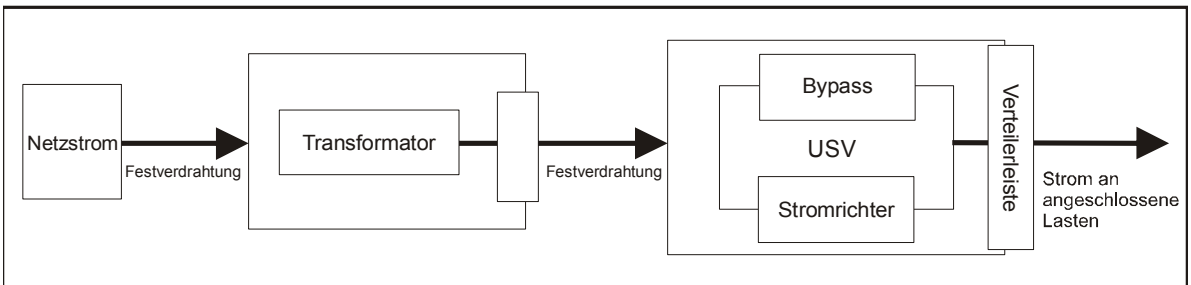 Netzstrom
Festverdrahtung
Transformator
Festverdrahtung
Bypass
USV
Stromrichter
Verteilerleiste
Strom an
angeschlossene
Lasten